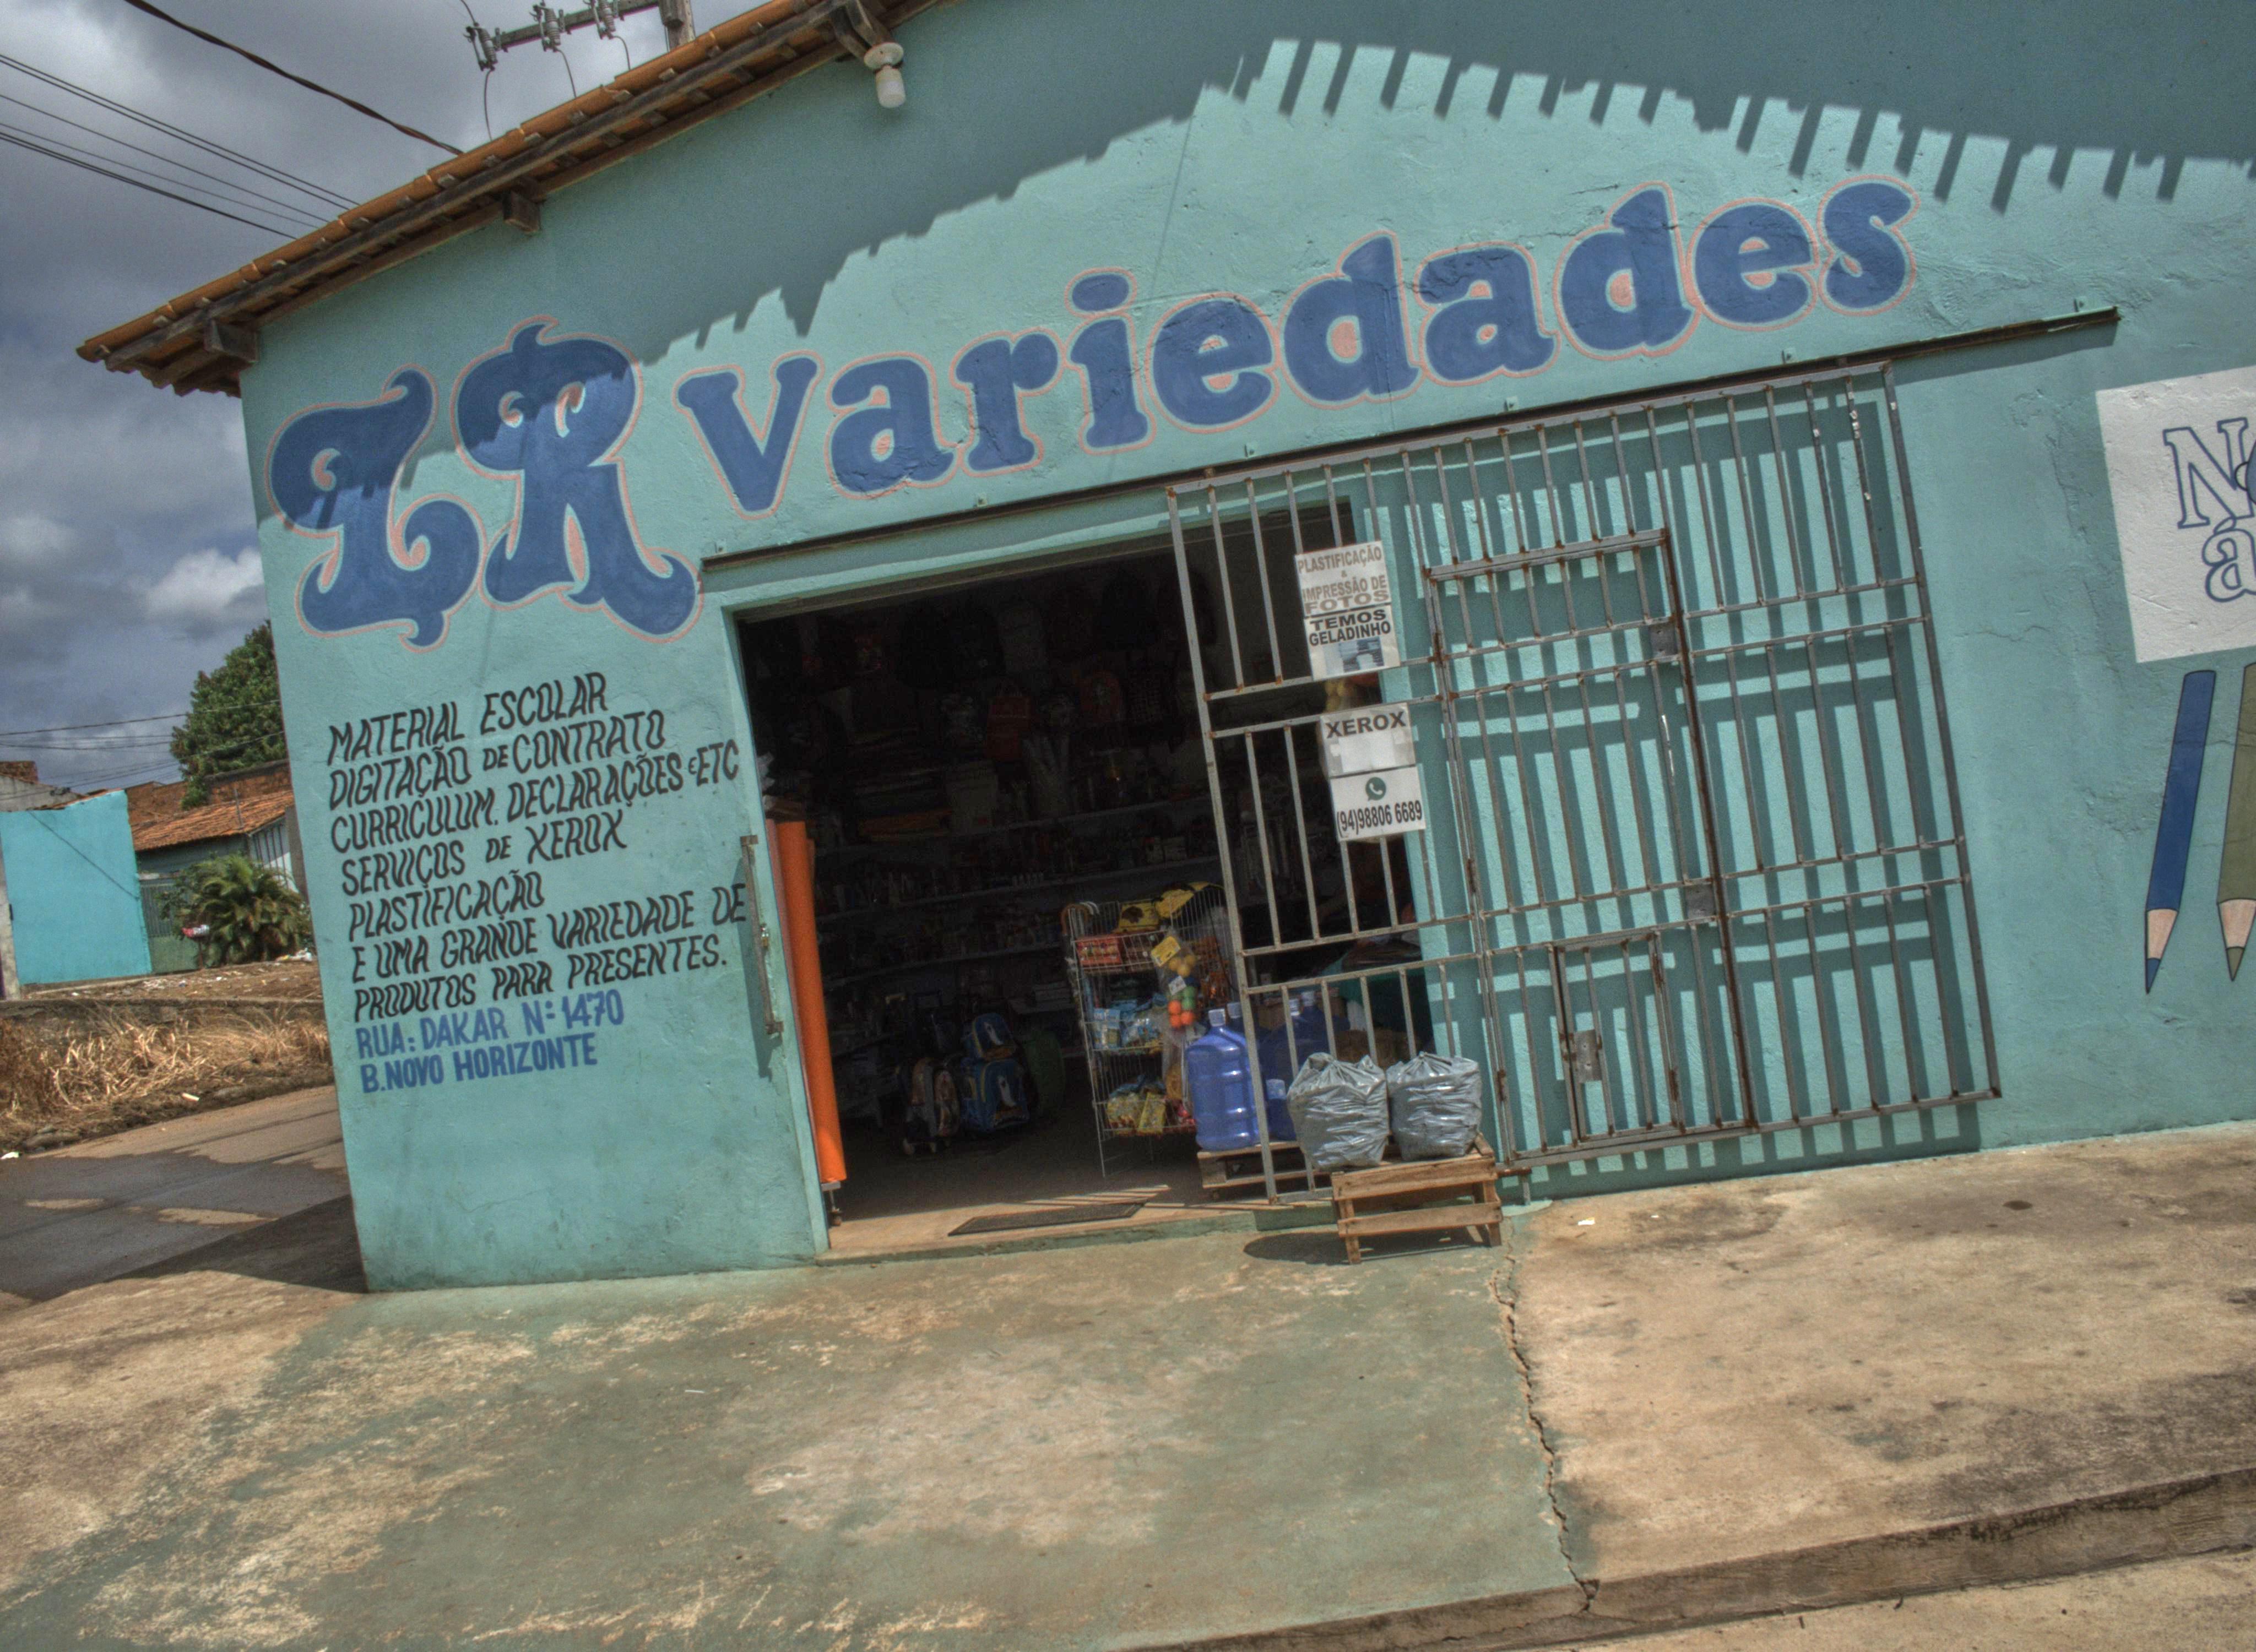 LR variedades
MATERIAL ESCOLAR
DIGITAÇÃO DE CONTRATO
CURRICULUM. DECLARAÇÕES E ETC
SERVIÇOS DE XEROX
PLASTIFICAÇÃO
E UMA GRANDE VARIEDADE DE
PRODUTOS PARA PRESENTES.
RUA: DAKAR Nº 1470
B. NOVO HORIZONTE
PLASTIFICAÇÃO
&
IMPRESSÃO DE
FOTOS
TEMOS
GELADINHO
XEROX
(94)98806 6689